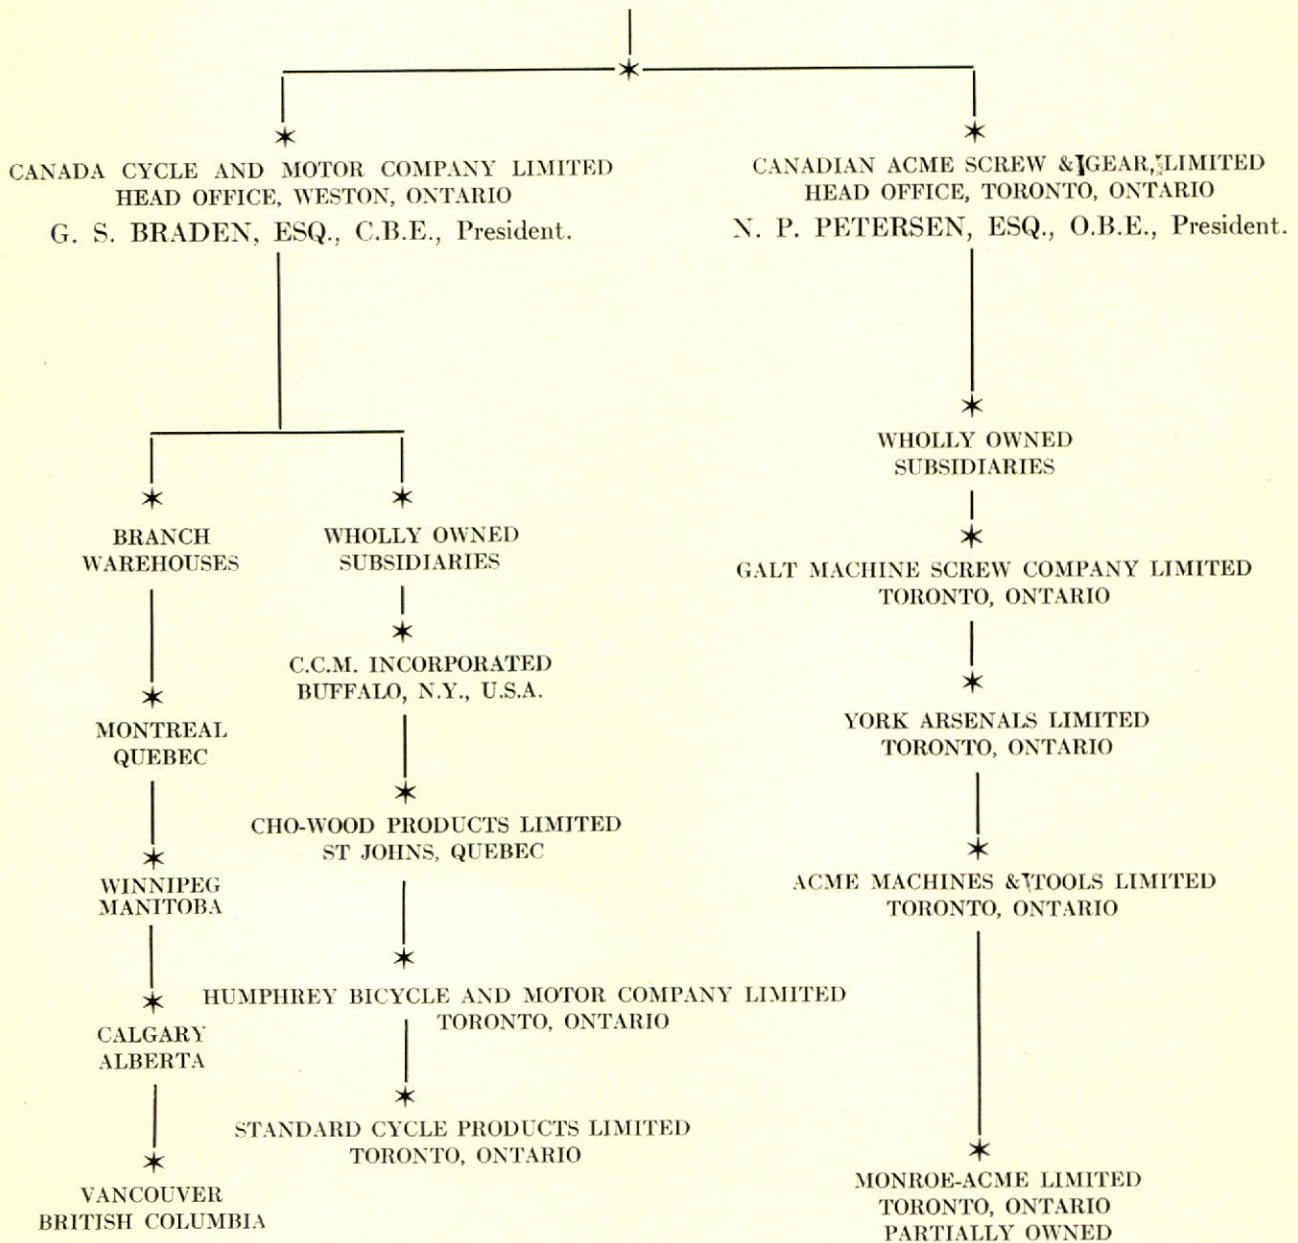 CANADA CYCLE AND MOTOR COMPANY LIMITED
HEAD OFFICE, WESTON, ONTARIO
G. S. BRADEN, ESQ., C.B.E., President.
CANADIAN ACME SCREW & GEAR, LIMITED
HEAD OFFICE, TORONTO, ONTARIO
N. P. PETERSEN, ESQ., O.B.E., President.
BRANCH
WAREHOUSES
MONTREAL
QUEBEC
WINNIPEG
MANITOBA
CALGARY
ALBERTA
VANCOUVER
BRITISH COLUMBIA
WHOLLY OWNED
SUBSIDIARIES
C.C.M. INCORPORATED
BUFFALO, N.Y., U.S.A.
CHO-WOOD PRODUCTS LIMITED
ST JOHNS, QUEBEC
HUMPHREY BICYCLE AND MOTOR COMPANY LIMITED
TORONTO, ONTARIO
STANDARD CYCLE PRODUCTS LIMITED
TORONTO, ONTARIO
WHOLLY OWNED
SUBSIDIARIES
GALT MACHINE SCREW COMPANY LIMITED
TORONTO, ONTARIO
YORK ARSENALS LIMITED
TORONTO, ONTARIO
ACME MACHINES & TOOLS LIMITED
TORONTO, ONTARIO
MONROE-ACME LIMITED
TORONTO, ONTARIO
PARTIALLY OWNED